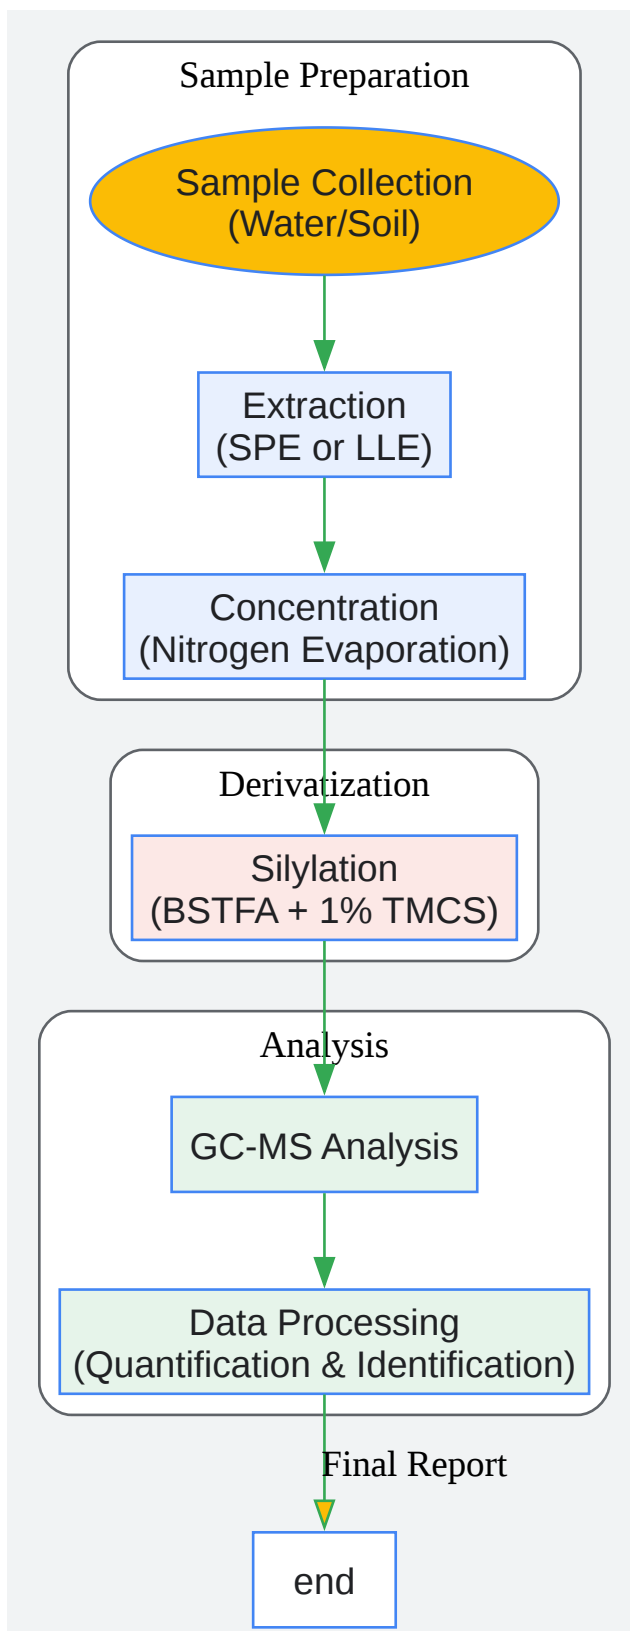 Sample Preparation
Sample Collection
(Water/Soil)
Extraction
(SPE or LLE)
Concentration
(Nitrogen Evaporation)
Derivatization
Silylation
(BSTFA + 1% TMCS)
Analysis
GC-MS Analysis
Data Processing
(Quantification & Identification)
Final Report
end